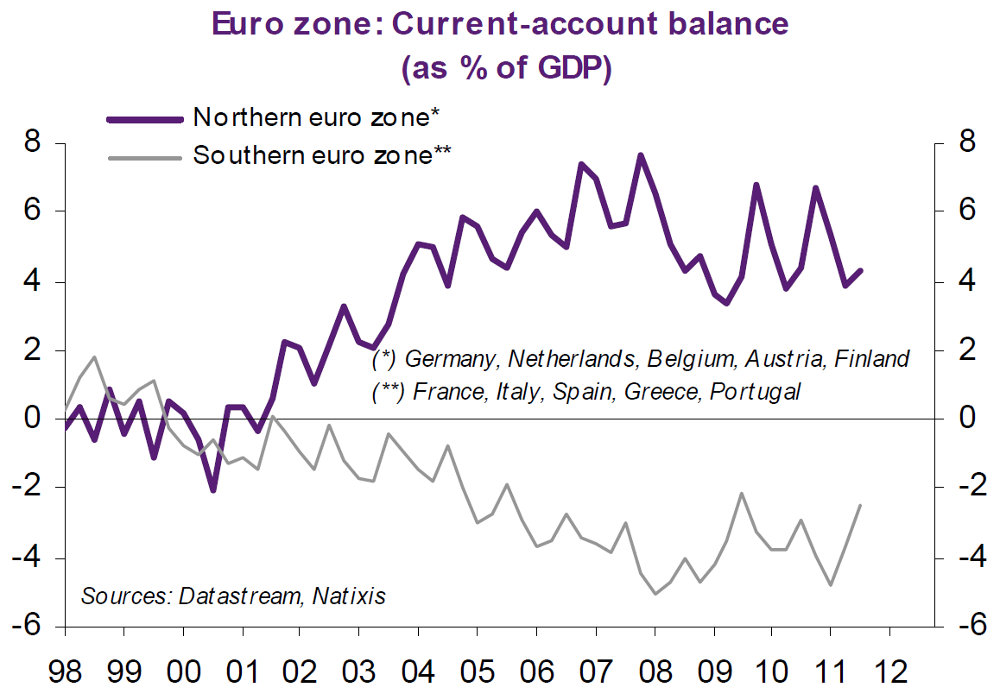 Euro zone: Current-account balance
(as % of GDP)
Northern euro zone*
Southern euro zone**
8
6
4
2
0
-2
-4
-6
8
6
4
2
0
-2
-4
-6
(*) Germany, Netherlands, Belgium, Austria, Finland
(**) France, Italy, Spain, Greece, Portugal
Sources: Datastream, Natixis
98 99 00 01 02 03 04 05 06 07 08 09 10 11 12